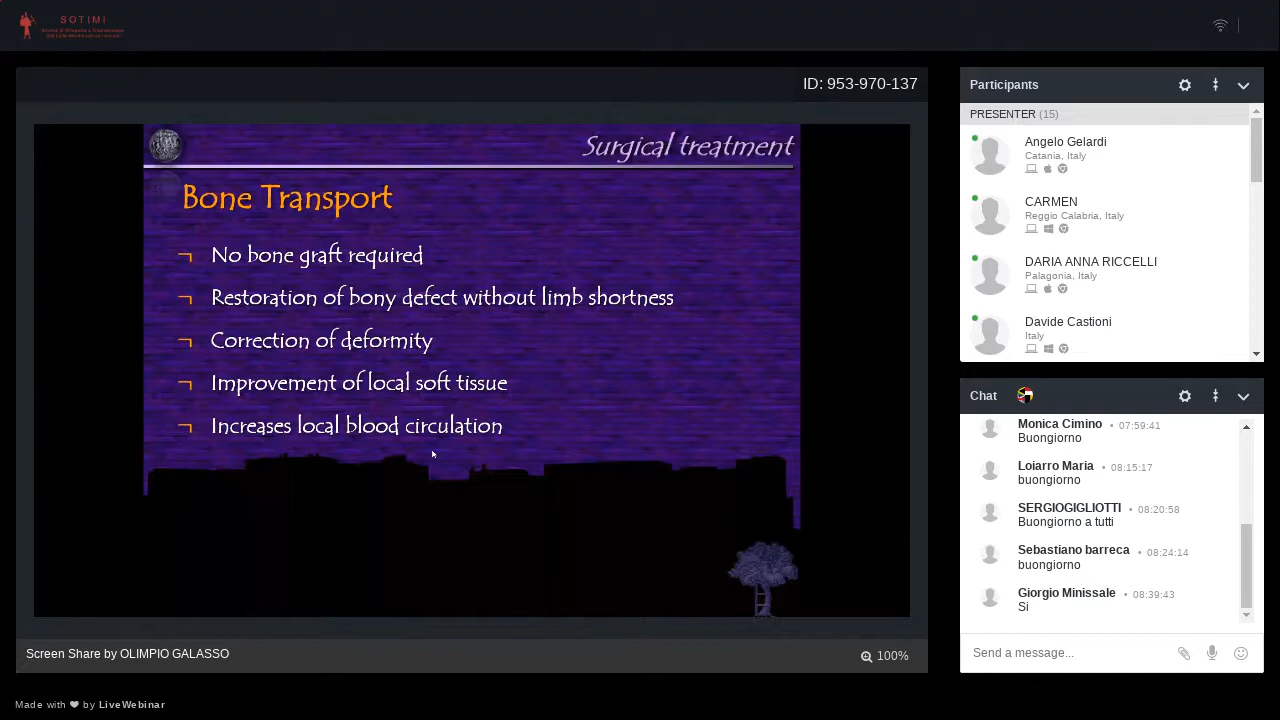 SOTIMI
ID: 953-970-137
Surgical treatment
Bone Transport
No bone graft required
Restoration of bony defect without limb shortness
Correction of deformity
Improvement of local soft tissue
Increases local blood circulation
Screen Share by OLIMPIO GALASSO
100%
Made with ❤ by LiveWebinar
Participants
PRESENTER (15)
Angelo Gelardi
Catania, Italy
CARMEN
Reggio Calabria, Italy
DARIA ANNA RICCELLI
Palagonia, Italy
Davide Castioni
Italy
Chat
Monica Cimino • 07:59:41
Buongiorno
Loiarro Maria • 08:15:17
buongiorno
SERGIOGIGLIOTTI • 08:20:58
Buongiorno a tutti
Sebastiano barreca • 08:24:14
buongiorno
Giorgio Minissale • 08:39:43
Si
Send a message...